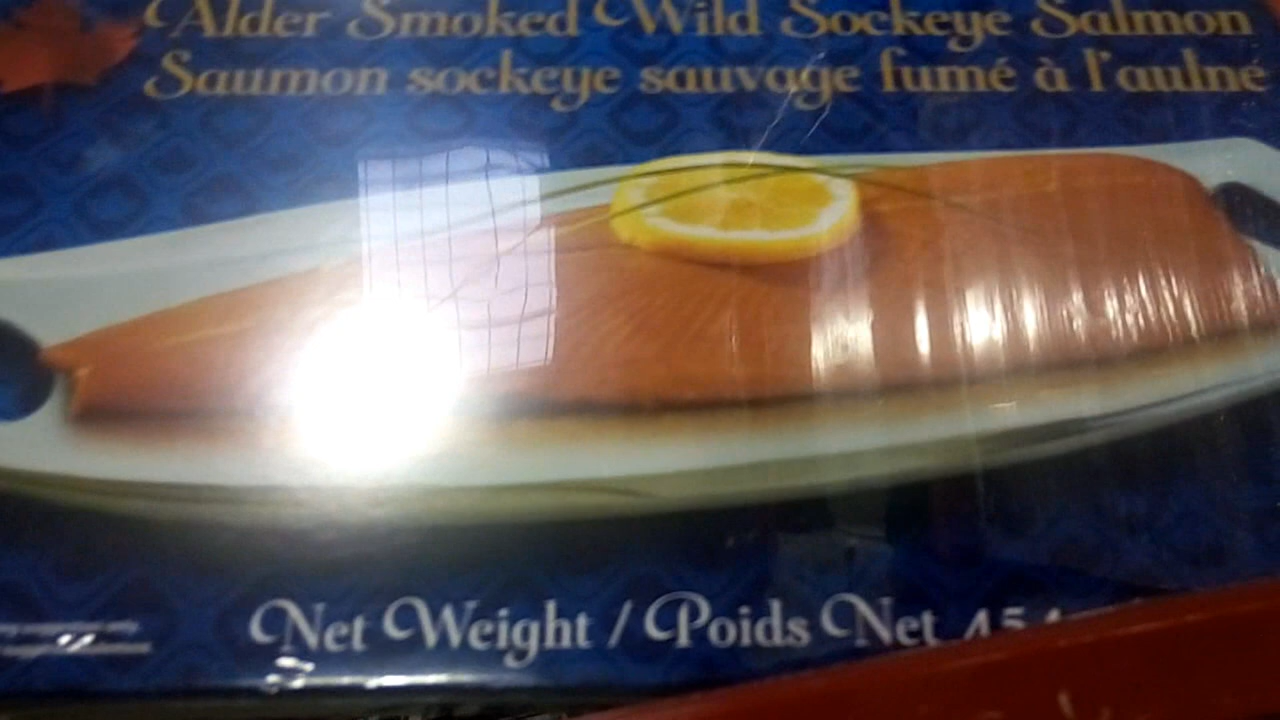 Alder Smoked Wild Sockeye Salmon
Saumon sockeye sauvage fumé à l'aulne
Net Weight / Poids Net 454